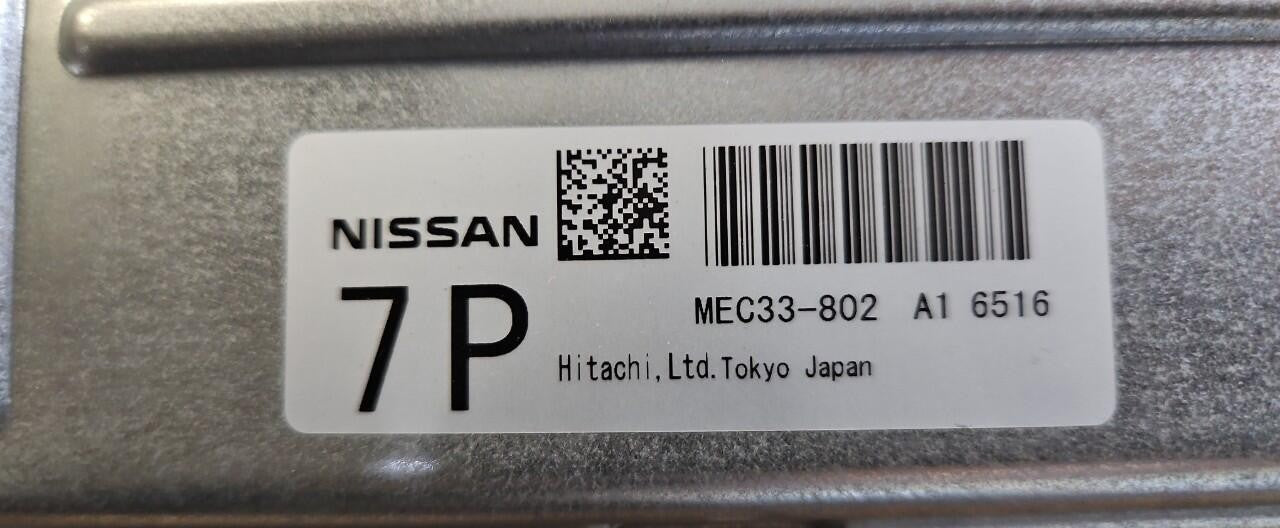 NISSAN
7P
MEC33-802 A1 6516
Hitachi,Ltd.Tokyo Japan